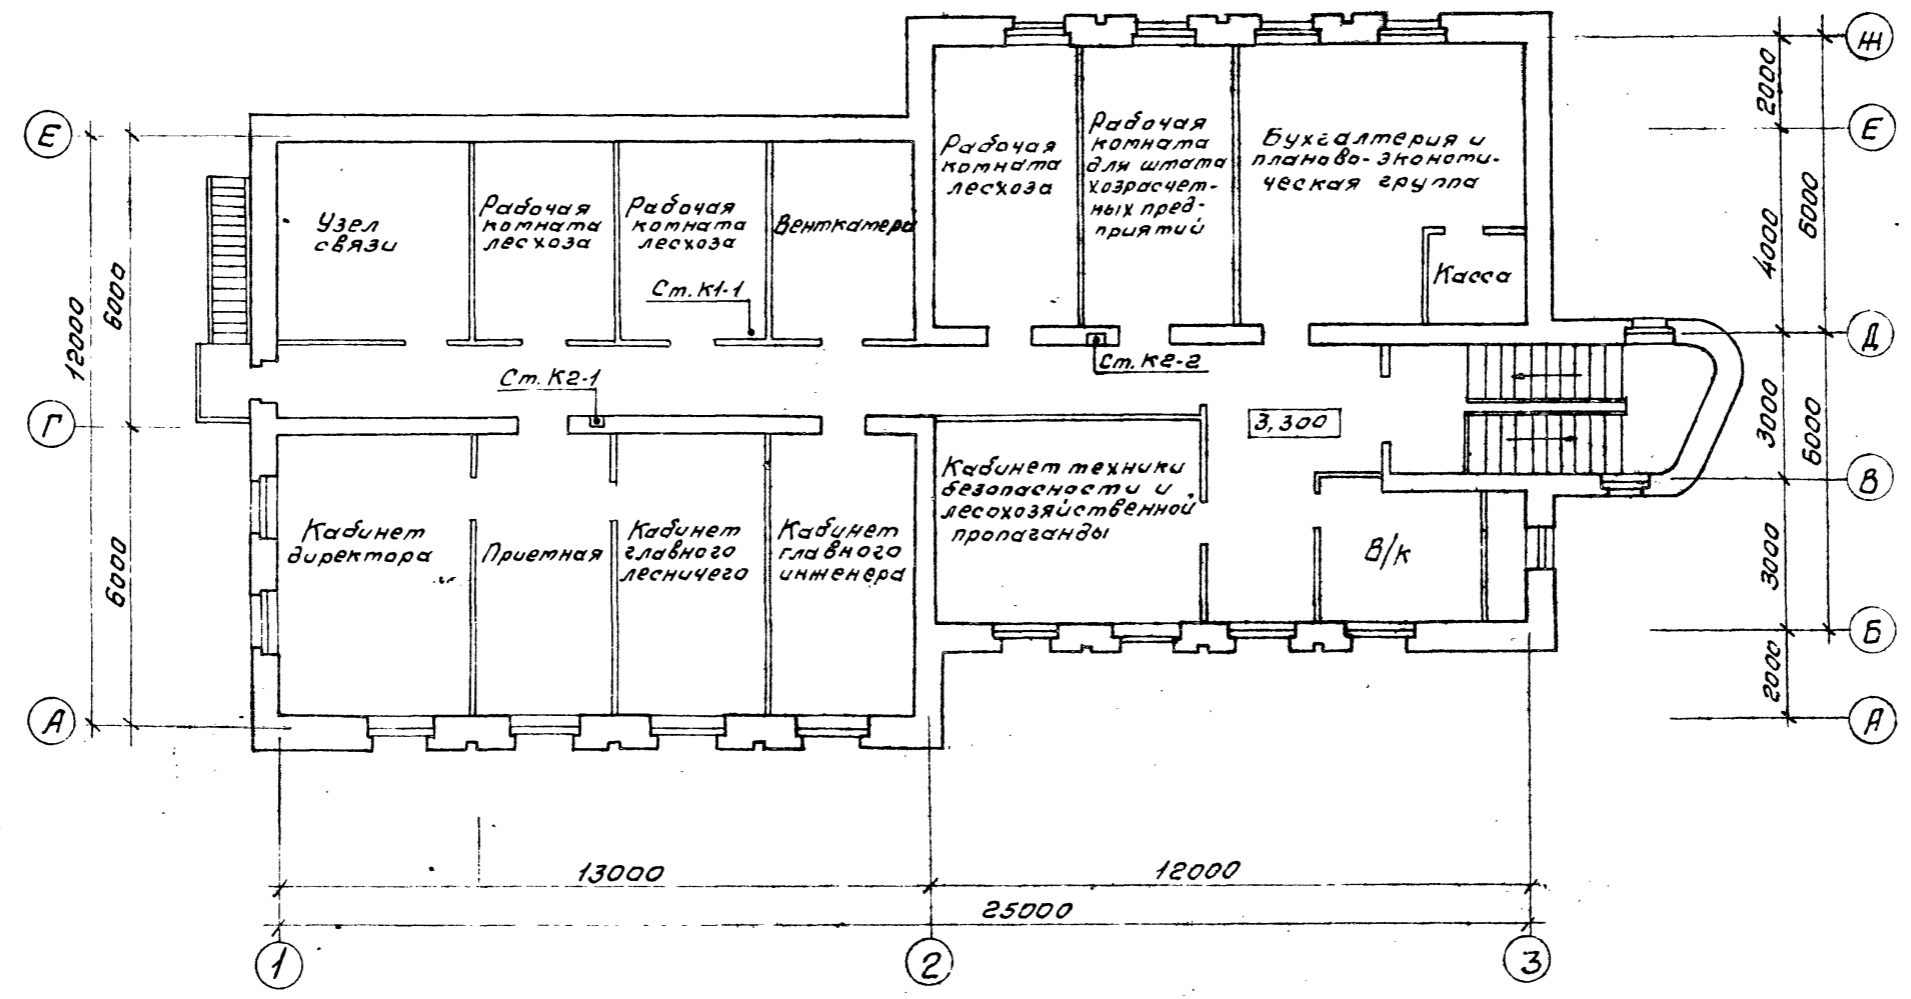 Ж
2000
Е
Е
6000
4000
12000
6000
Д
Г
3000
6000
В
6000
3000
Б
2000
А
А
Узел
связи
Рабочая
комната
лесхоза
Рабочая
комната
лесхоза
Венткамера
Рабочая
комната
лесхоза
Рабочая
комната
для штата
хозрасчет-
ных пред-
приятий
Бухгалтерия и
планово-экономи-
ческая группа
Касса
Ст. К1-1
Ст. К2-1
Ст. К2-2
3,300
Кабинет
директора
Приемная
Кабинет
главного
лесничего
Кабинет
главного
инженера
Кабинет техники
безопасности и
лесохозяйственной
пропаганды
В/к
13000
12000
25000
1
2
3